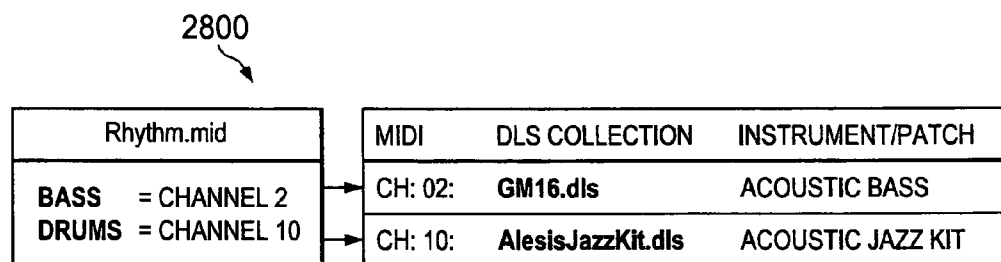 2800
Rhythm.mid
BASS = CHANNEL 2
DRUMS = CHANNEL 10
MIDI DLS COLLECTION INSTRUMENT/PATCH
CH: 02: GM16.dls ACOUSTIC BASS
CH: 10: AlesisJazzKit.dls ACOUSTIC JAZZ KIT